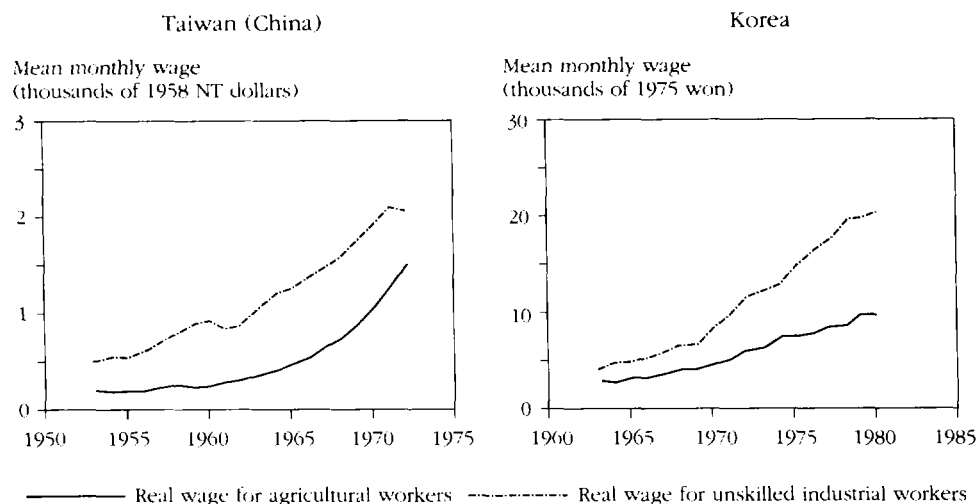 Taiwan (China)
Mean monthly wage
(thousands of 1958 NT dollars)
3
2
1
0
1950 1955 1960 1965 1970 1975
Korea
Mean monthly wage
(thousands of 1975 won)
30
20
10
0
1960 1965 1970 1975 1980 1985
Real wage for agricultural workers Real wage for unskilled industrial workers